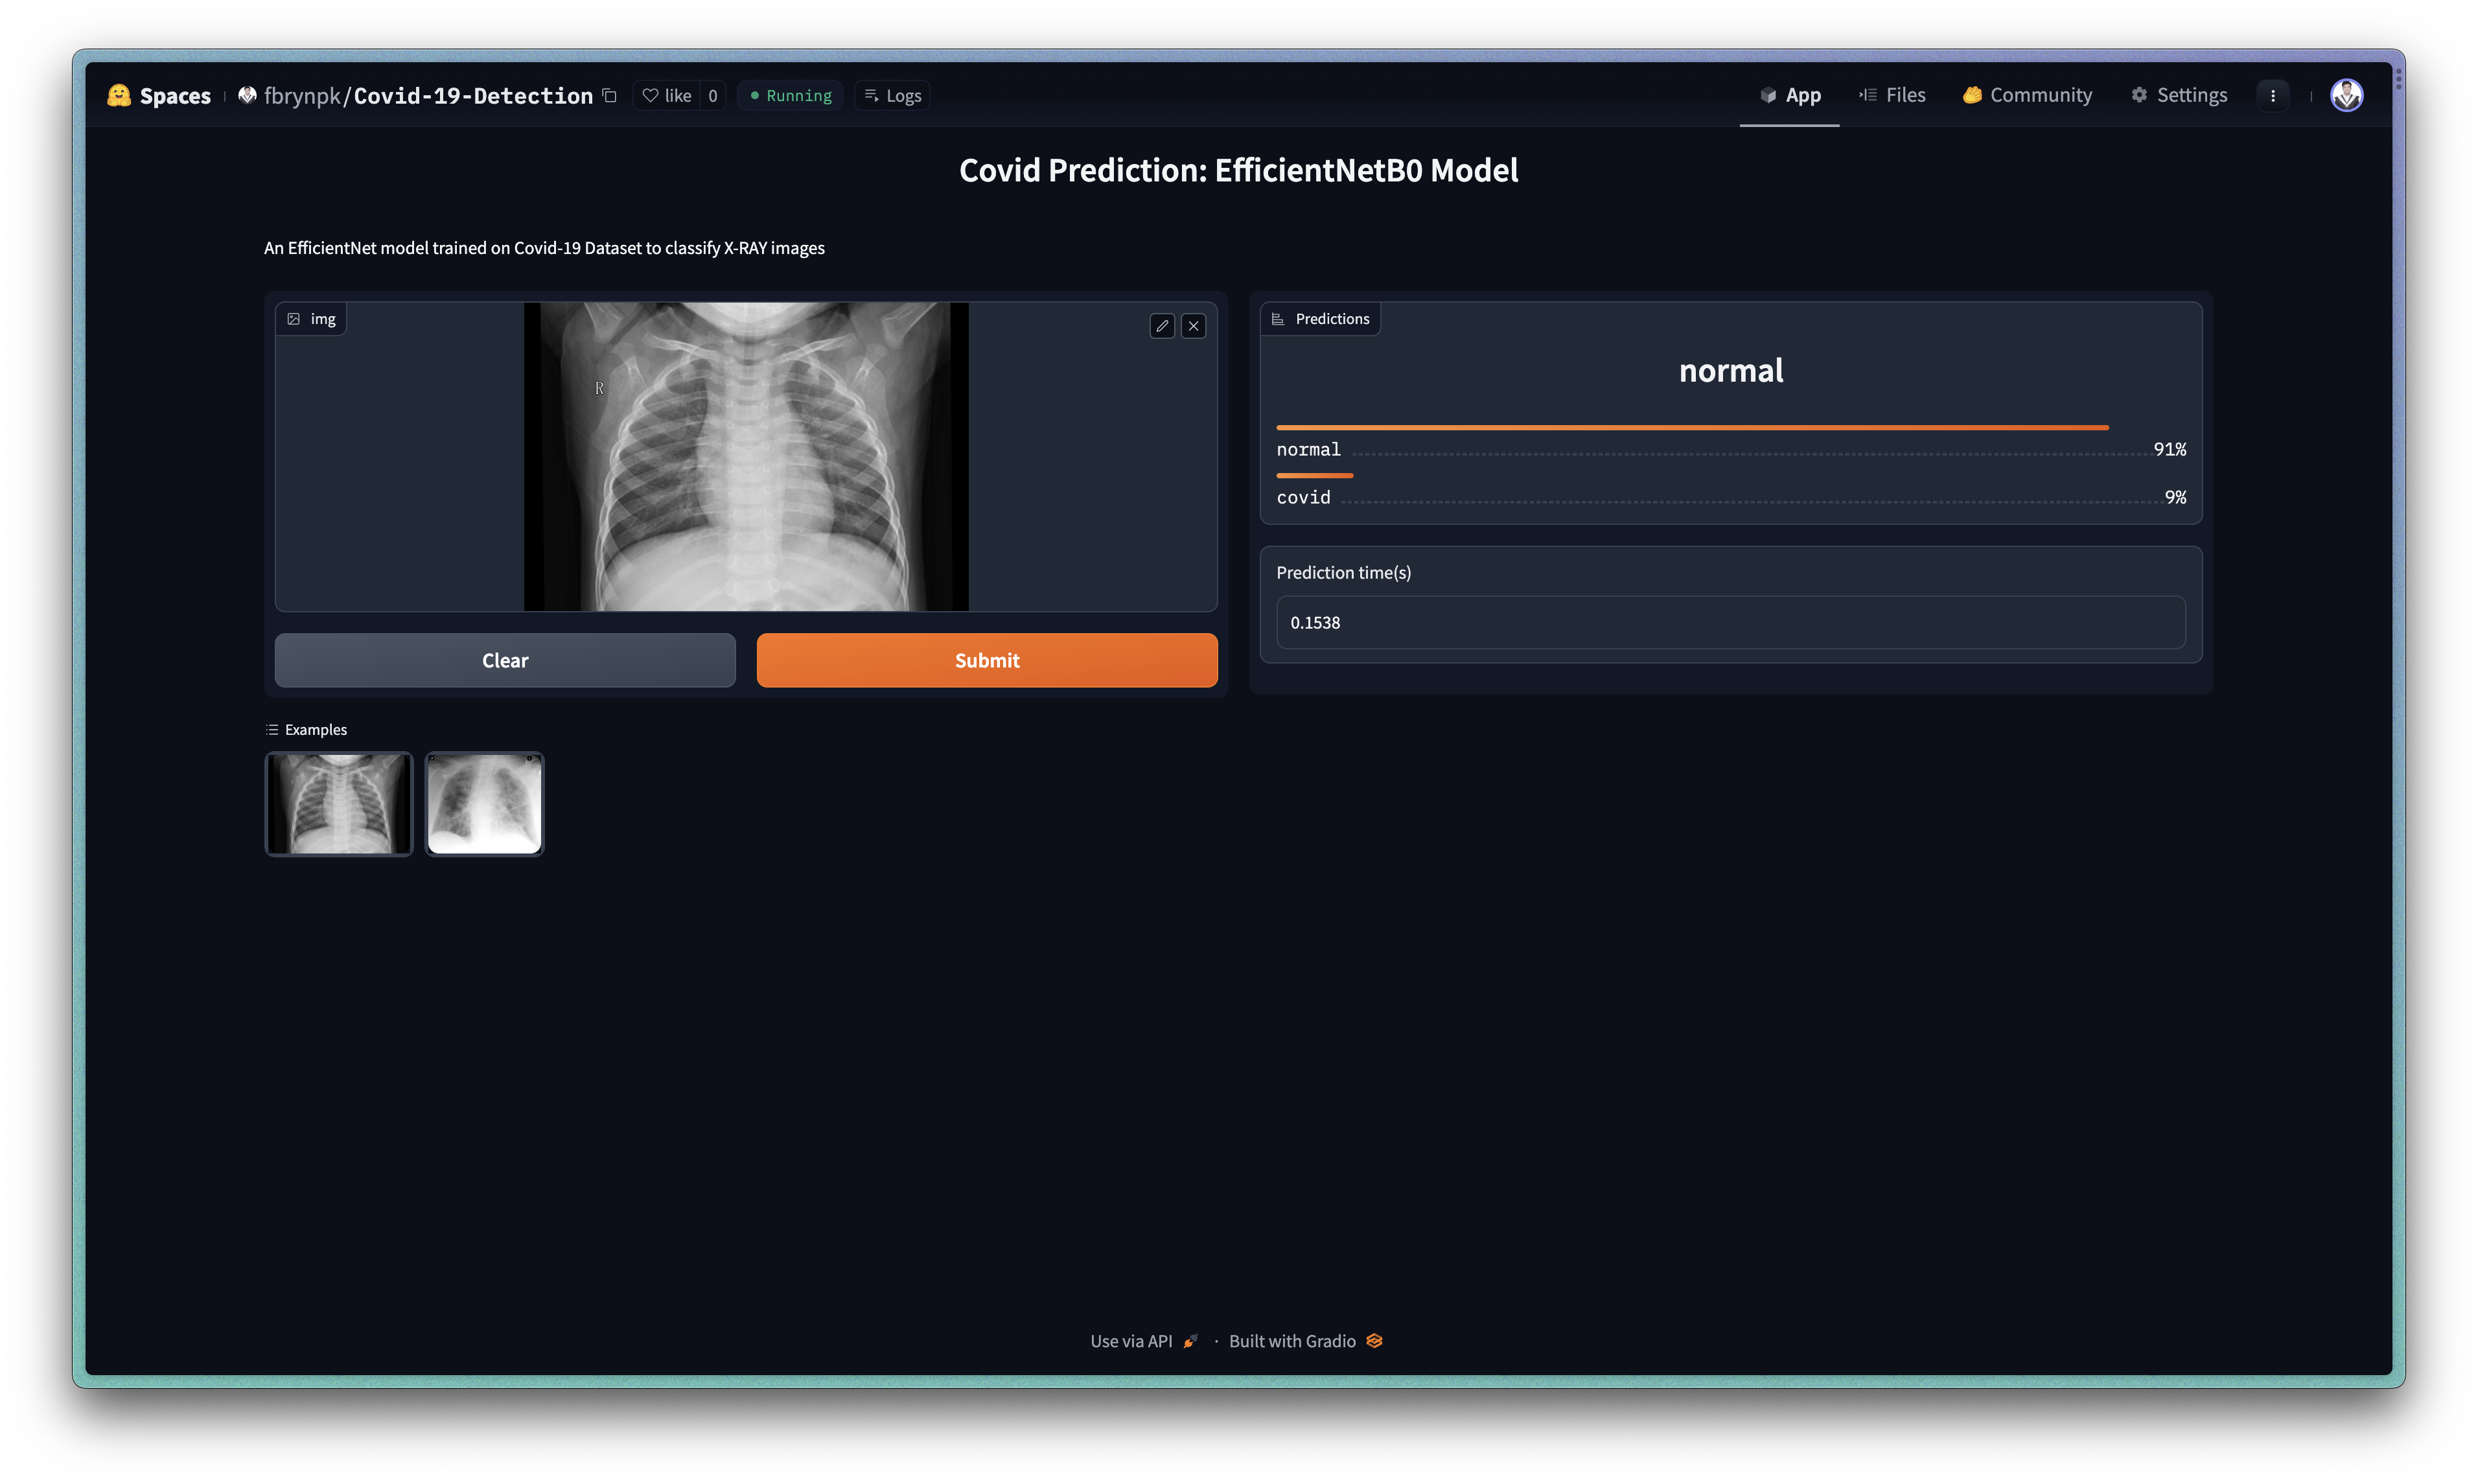 Spaces fbrynpk/Covid-19-Detection like 0 Running Logs App Files Community Settings
Covid Prediction: EfficientNetB0 Model
An EfficientNet model trained on Covid-19 Dataset to classify X-RAY images
img
R
Clear Submit
Predictions
normal
normal 91%
covid 9%
Prediction time(s)
0.1538
Examples
Use via API · Built with Gradio